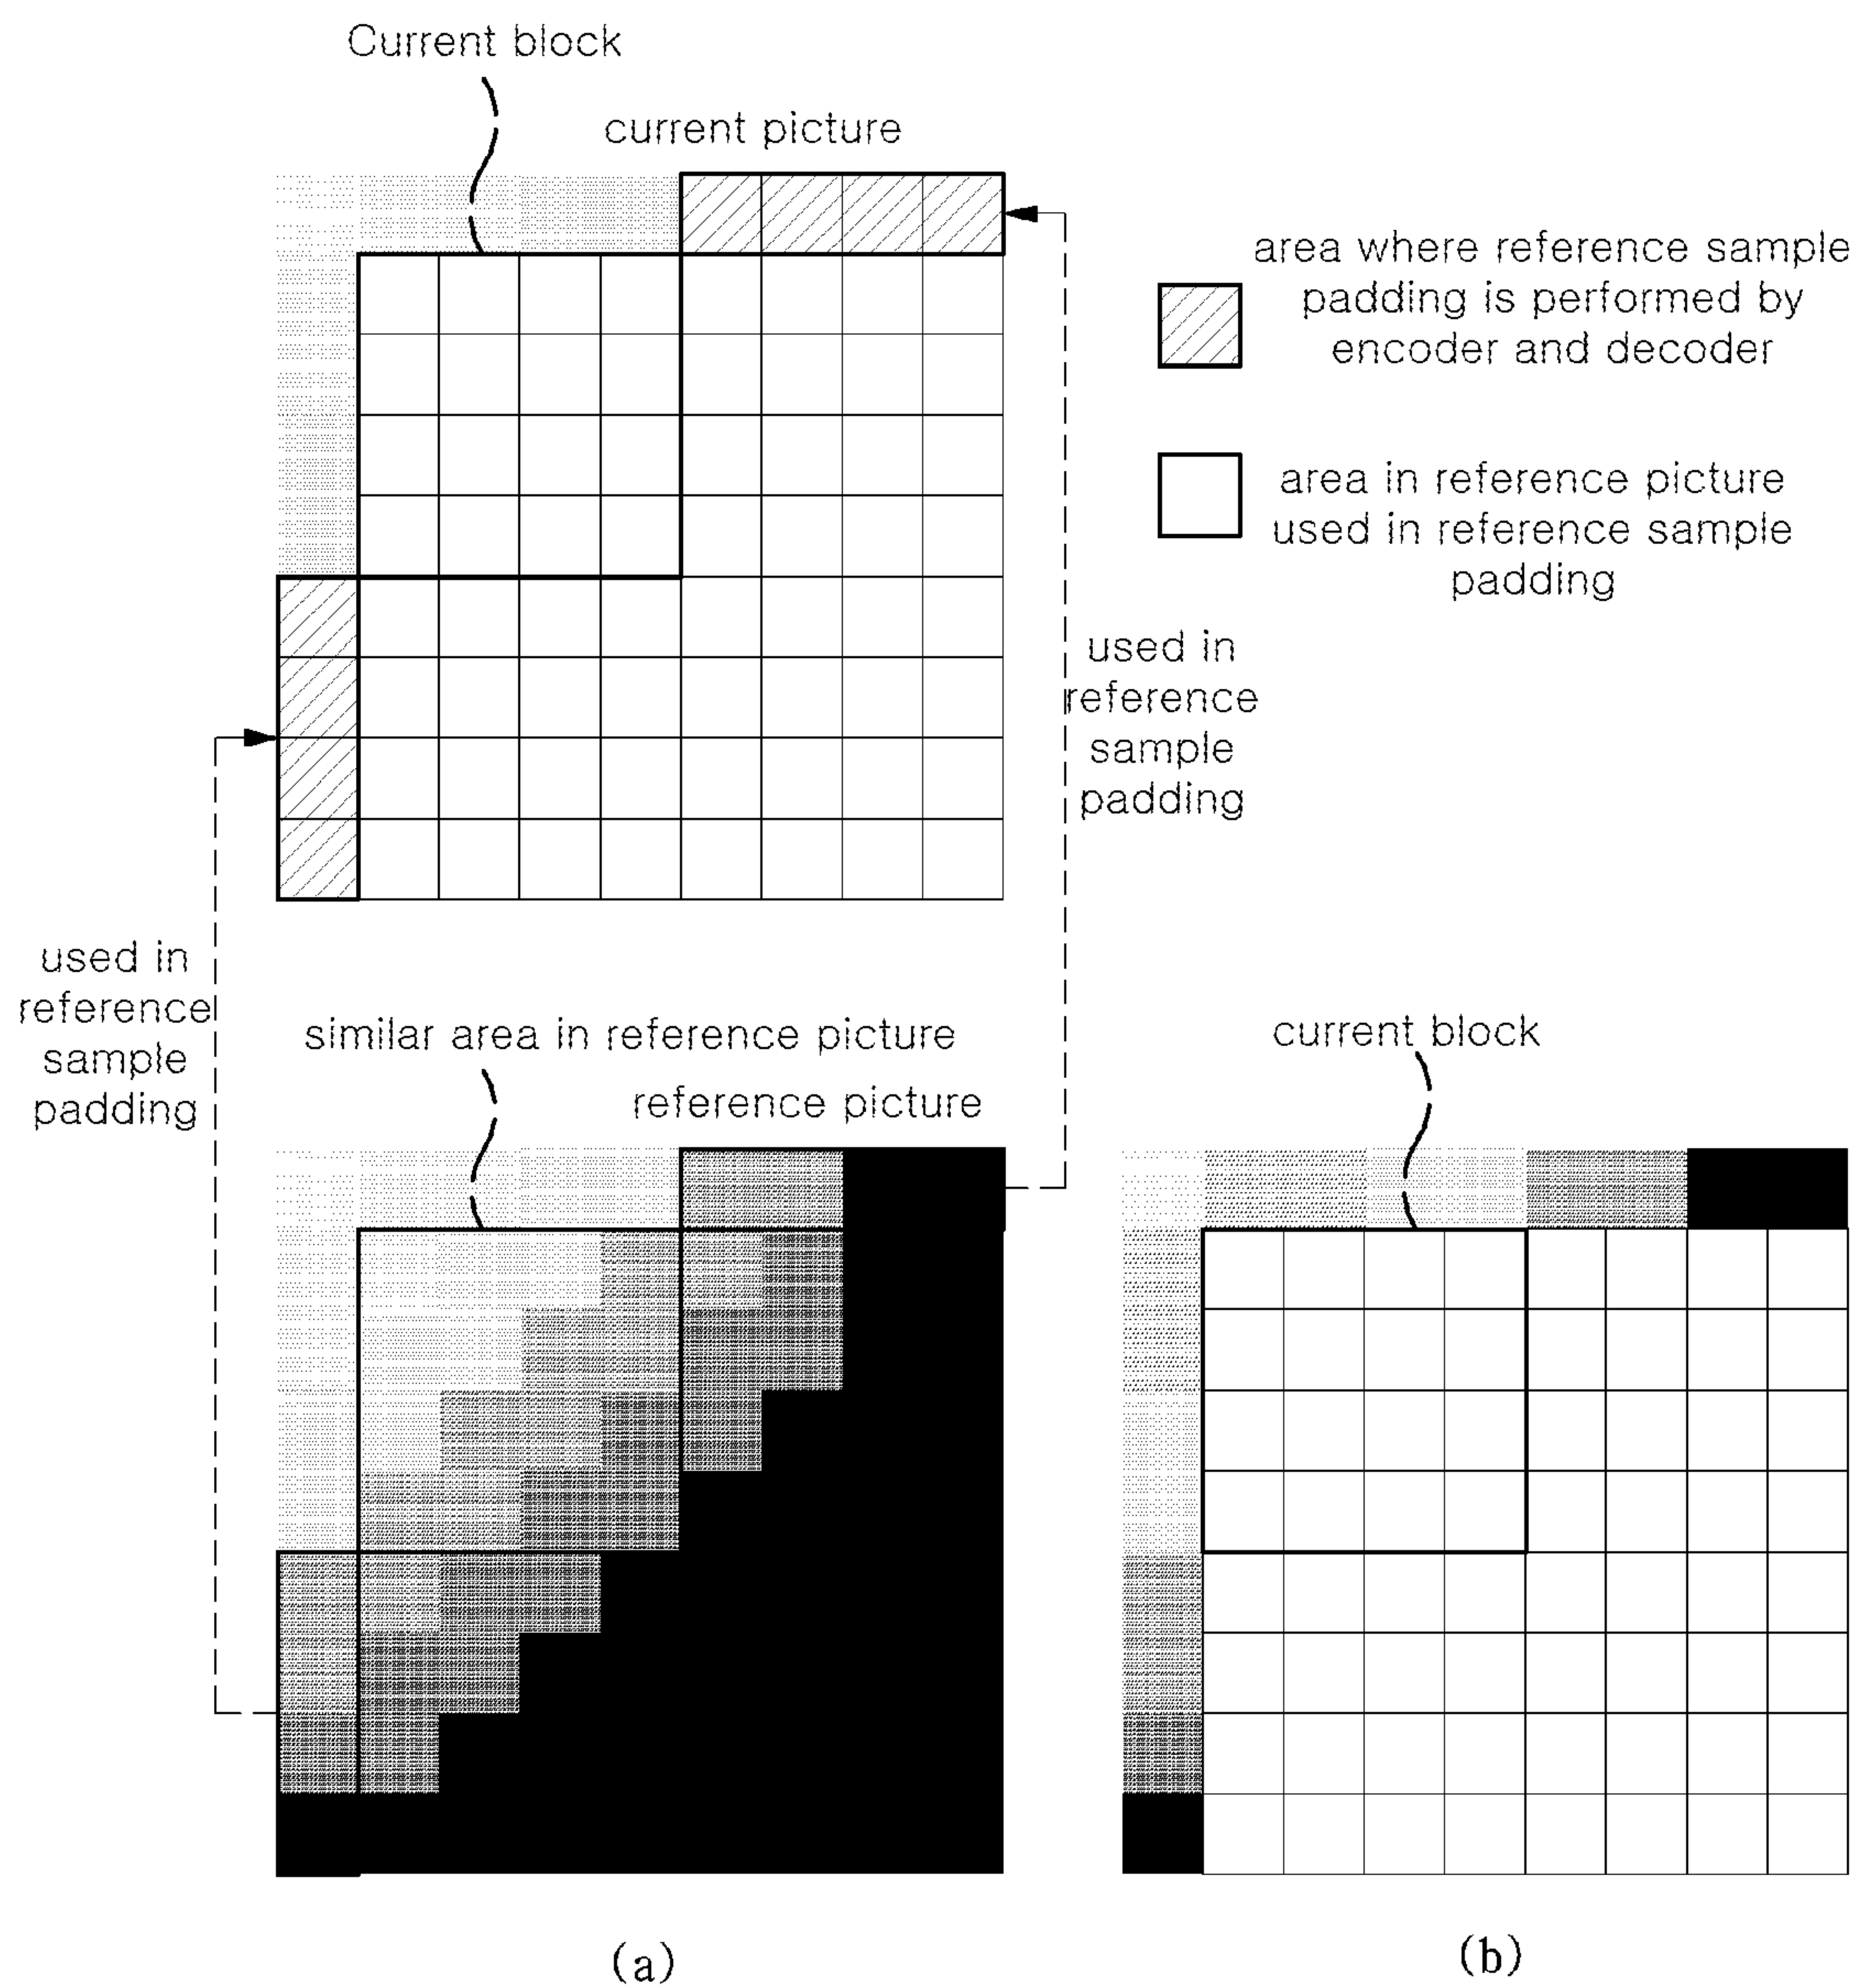 Current block
current picture
area where reference sample
padding is performed by
encoder and decoder
area in reference picture
used in reference sample
padding
used in
reference
sample
padding
used in
reference
sample
padding
similar area in reference picture
reference picture
current block
(a)
(b)